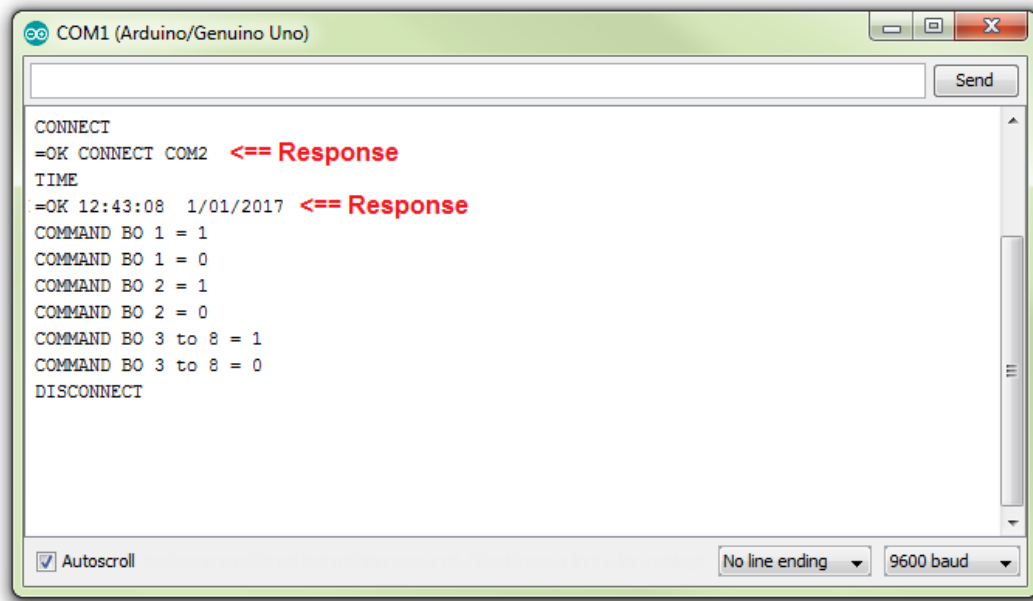 COM1 (Arduino/Genuino Uno)
Send
CONNECT
=OK CONNECT COM2 <== Response
TIME
=OK 12:43:08  1/01/2017 <== Response
COMMAND BO 1 = 1
COMMAND BO 1 = 0
COMMAND BO 2 = 1
COMMAND BO 2 = 0
COMMAND BO 3 to 8 = 1
COMMAND BO 3 to 8 = 0
DISCONNECT
Autoscroll No line ending 9600 baud